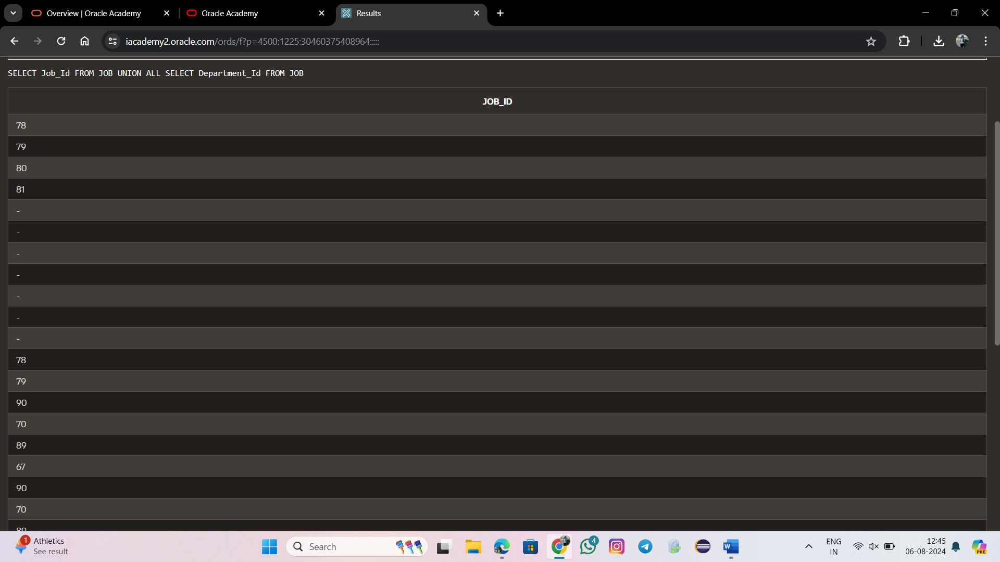 Overview | Oracle Academy
Oracle Academy
Results
iacademy2.oracle.com/ords/f?p=4500:1225:30460375408964:::::
SELECT Job_Id FROM JOB UNION ALL SELECT Department_Id FROM JOB
JOB_ID
78
79
80
81
-
-
-
-
-
-
-
78
79
90
70
89
67
90
70
1
Athletics
See result
Search
4
W
ENG
IN
12:45
06-08-2024
PRE